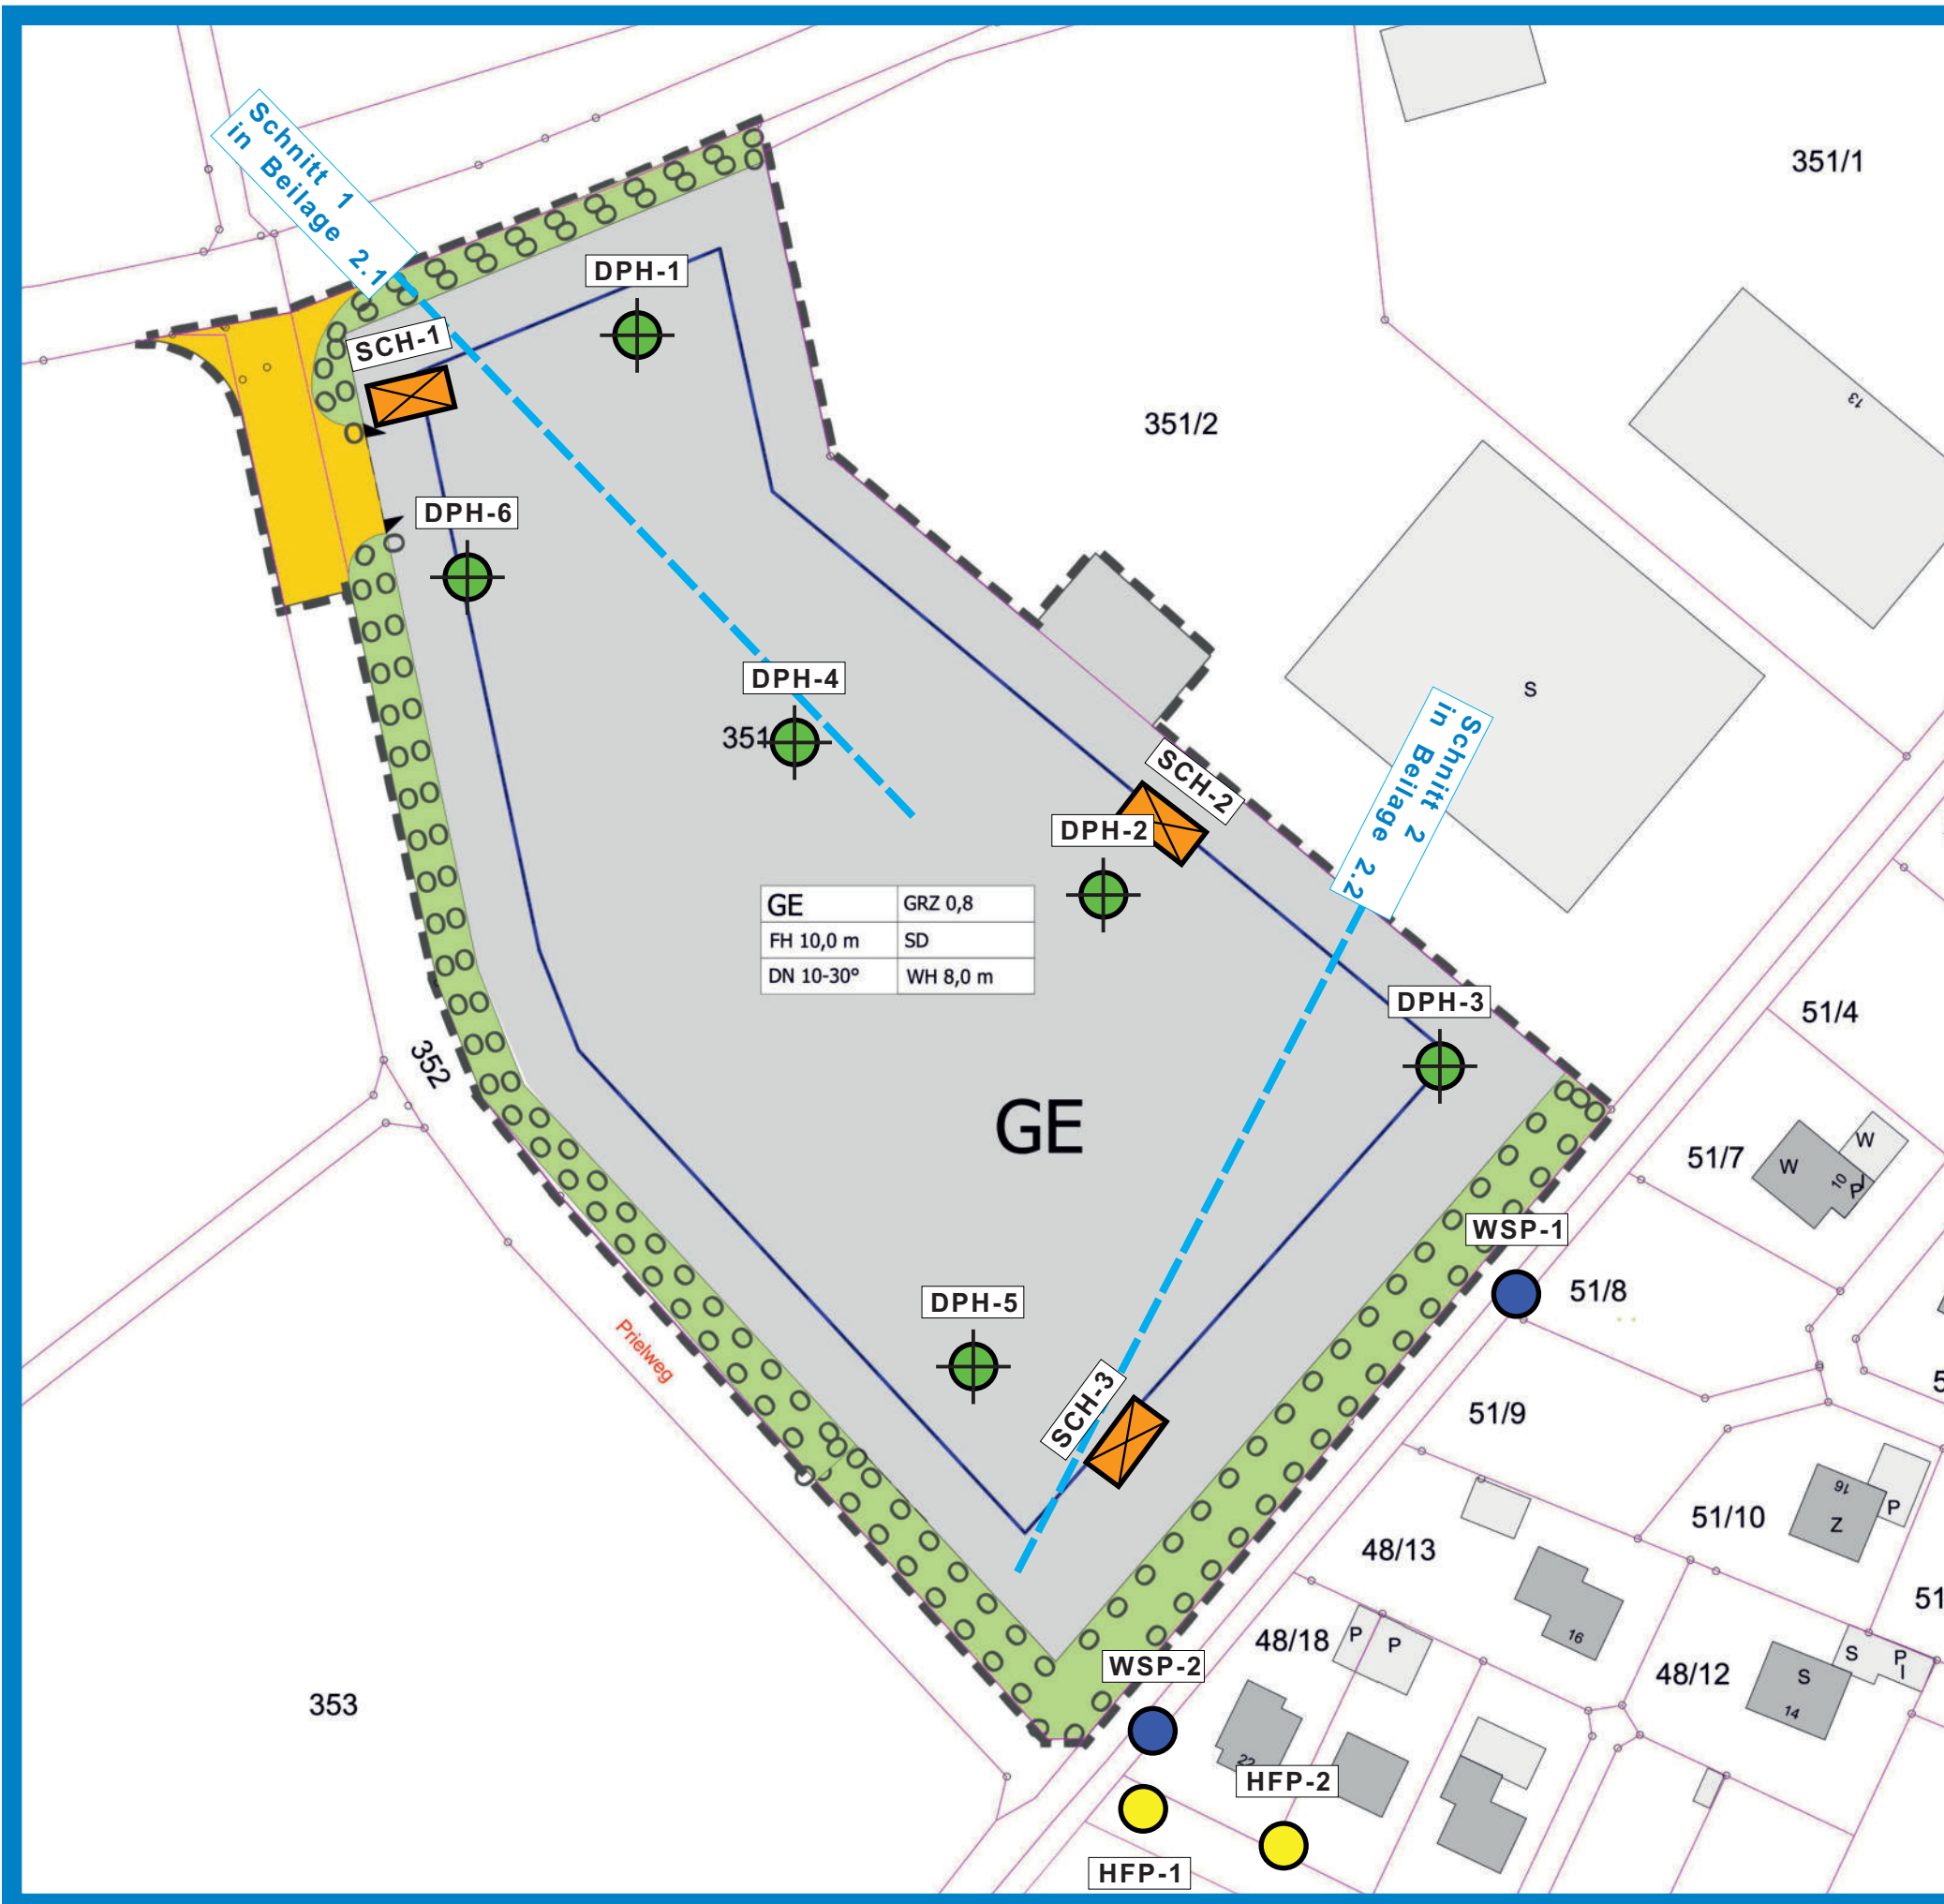 Schnitt 1
in Beilage 2.1
351/1
DPH-1
SCH-1
13
351/2
DPH-6
S
DPH-4
351
SCH-2
Schnitt 2
in Beilage 2.2
DPH-2
GE GRZ 0,8
FH 10,0 m SD
DN 10-30° WH 8,0 m
DPH-3
51/4
352
GE
W
51/7
W
10
P
WSP-1
51/8
DPH-5
Prielweg
SCH-3
51/9
16
P
51/10
Z
48/13
51
16
48/18
P
P
S
P
I
WSP-2
48/12
S
14
353
22
HFP-2
HFP-1